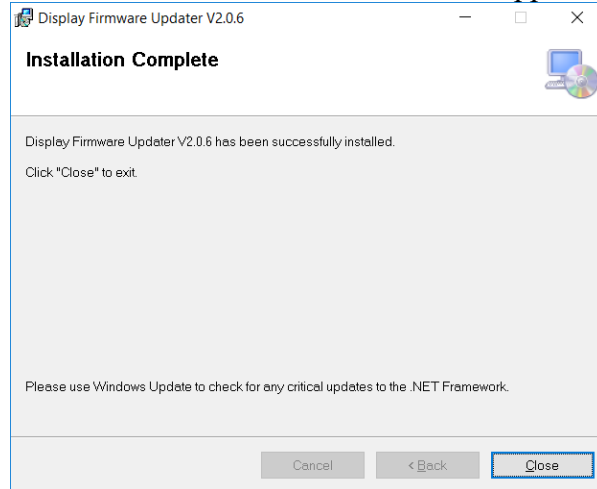 Display Firmware Updater V2.0.6
Installation Complete
Display Firmware Updater V2.0.6 has been successfully installed.
Click "Close" to exit.
Please use Windows Update to check for any critical updates to the .NET Framework.
Cancel
< Back
Close